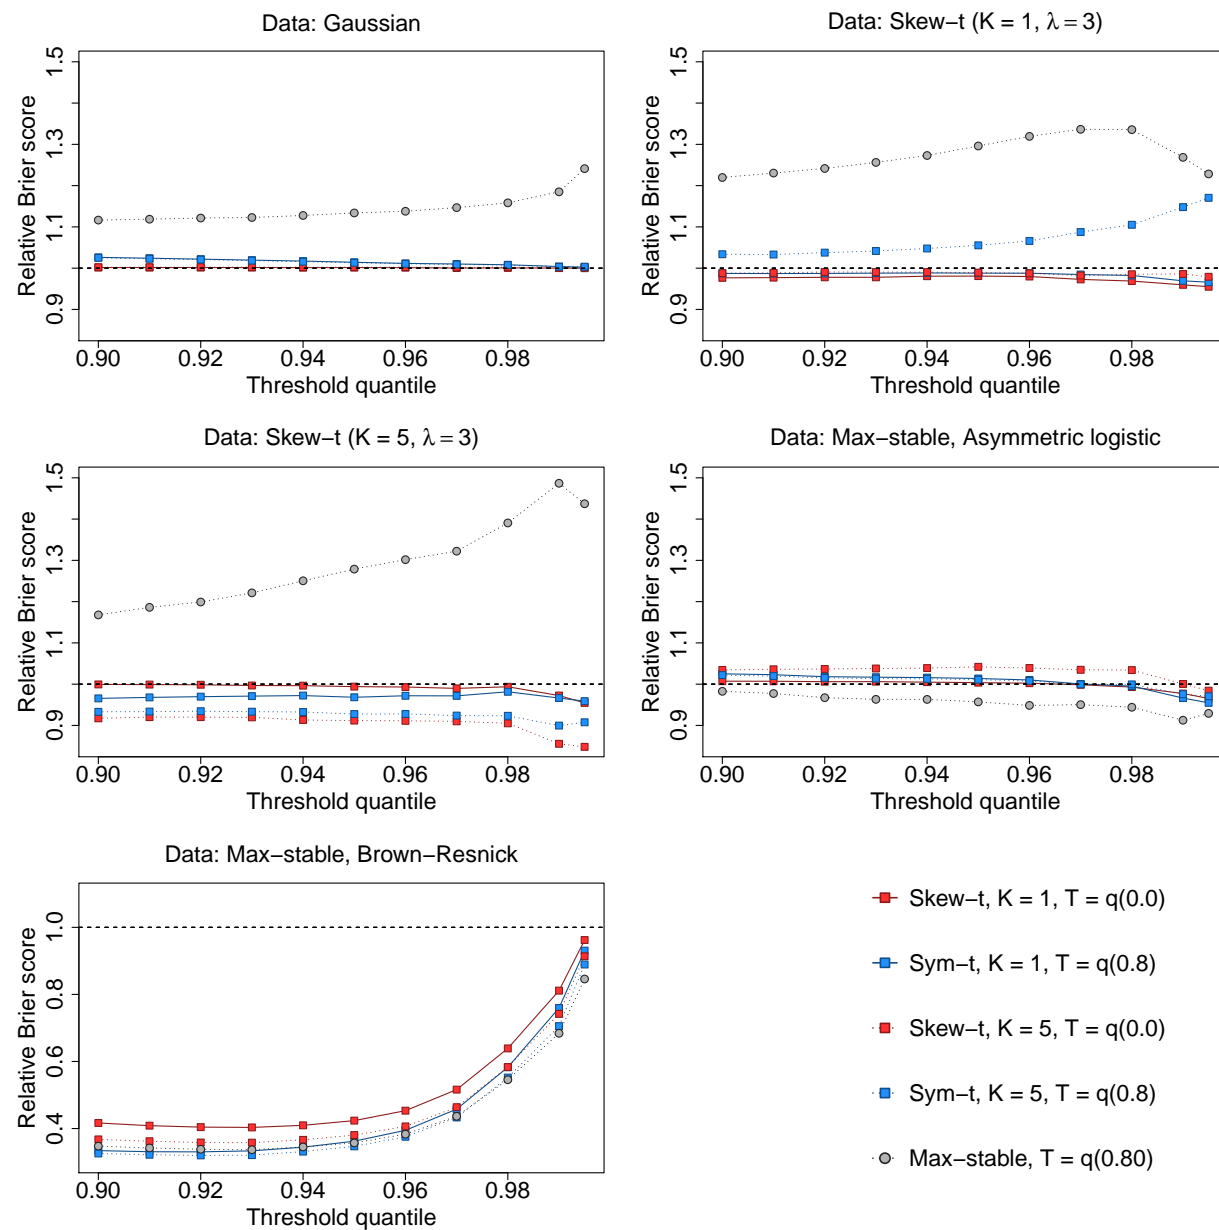 Data: Gaussian
Relative Brier score
0.9 1.1 1.3 1.5
0.90 0.92 0.94 0.96 0.98
Threshold quantile
Data: Skew−t (K = 1, λ = 3)
Relative Brier score
0.9 1.1 1.3 1.5
0.90 0.92 0.94 0.96 0.98
Threshold quantile
Data: Skew−t (K = 5, λ = 3)
Relative Brier score
0.9 1.1 1.3 1.5
0.90 0.92 0.94 0.96 0.98
Threshold quantile
Data: Max−stable, Asymmetric logistic
Relative Brier score
0.9 1.1 1.3 1.5
0.90 0.92 0.94 0.96 0.98
Threshold quantile
Data: Max−stable, Brown−Resnick
Relative Brier score
0.4 0.6 0.8 1.0
0.90 0.92 0.94 0.96 0.98
Threshold quantile
Skew−t, K = 1, T = q(0.0)
Sym−t, K = 1, T = q(0.8)
Skew−t, K = 5, T = q(0.0)
Sym−t, K = 5, T = q(0.8)
Max−stable, T = q(0.80)